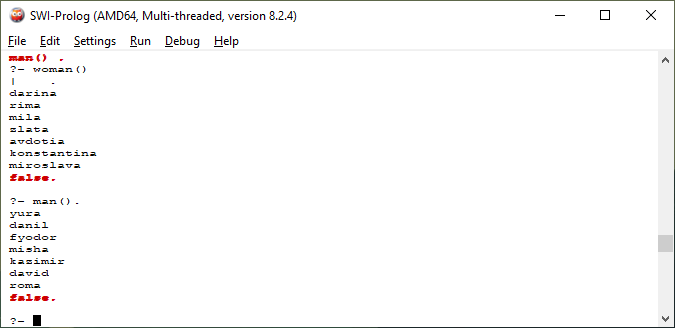 SWI-Prolog (AMD64, Multi-threaded, version 8.2.4)
File Edit Settings Run Debug Help
man() .
?- woman()
|    .
darina
rima
mila
zlata
avdotia
konstantina
miroslava
false.
?- man().
yura
danil
fyodor
misha
kazimir
david
roma
false.
?-